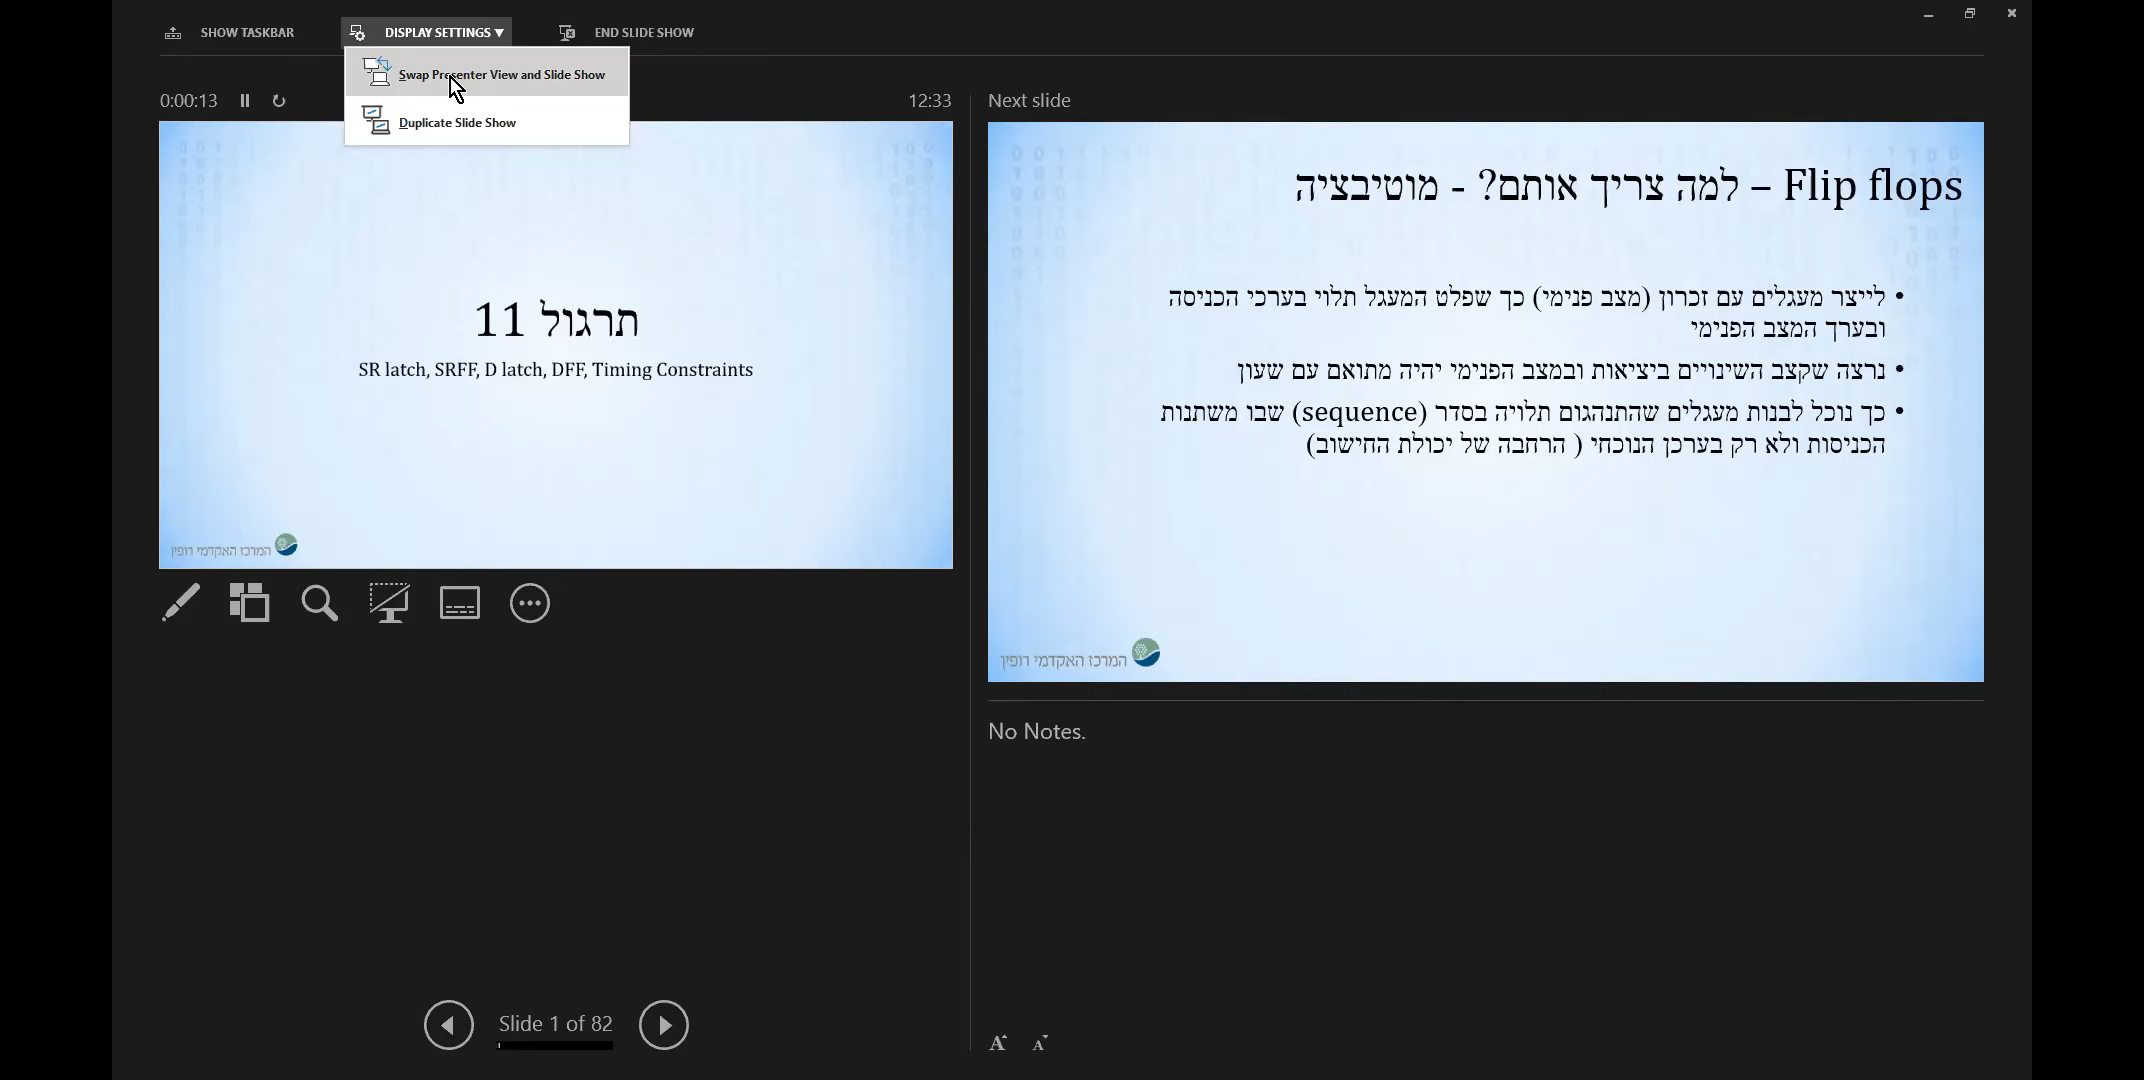 SHOW TASKBAR
DISPLAY SETTINGS ▼
END SLIDE SHOW
Swap Presenter View and Slide Show
Duplicate Slide Show
0:00:13
12:33
תרגול 11
SR latch, SRFF, D latch, DFF, Timing Constraints
המרכז האקדמי רופין
Slide 1 of 82
Next slide
Flip flops – למה צריך אותם? - מוטיבציה
• לייצר מעגלים עם זכרון (מצב פנימי) כך שפלט המעגל תלוי בערכי הכניסה
ובערך המצב הפנימי
• נרצה שקצב השינויים ביציאות ובמצב הפנימי יהיה מתואם עם שעון
• כך נוכל לבנות מעגלים שהתנהגום תלויה בסדר (sequence) שבו משתנות
הכניסות ולא רק בערכן הנוכחי ( הרחבה של יכולת החישוב)
המרכז האקדמי רופין
No Notes.
A A